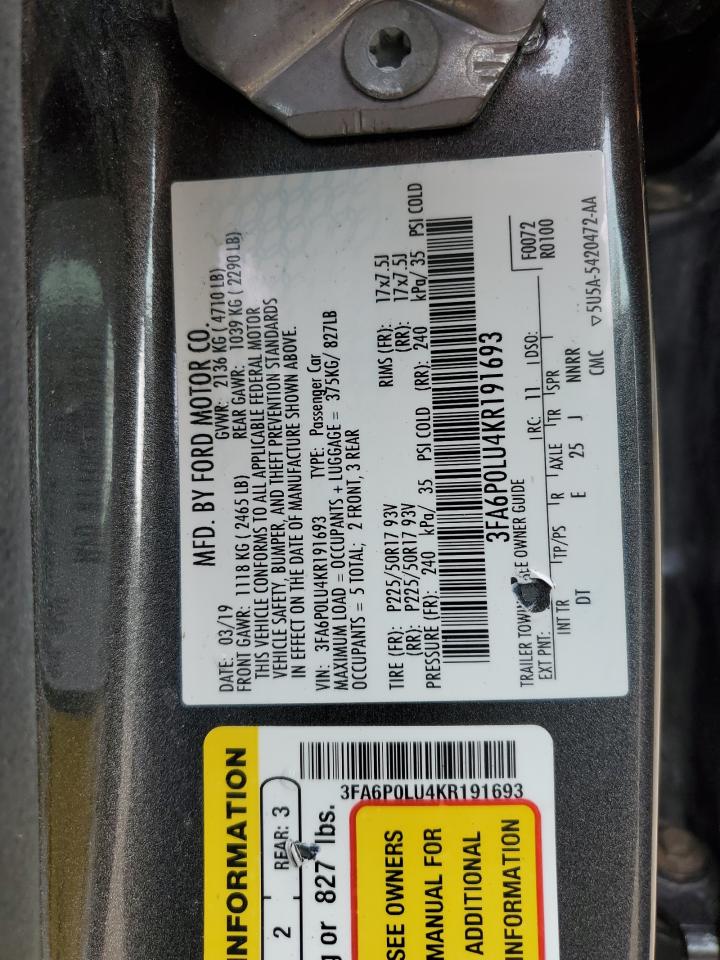 MFD. BY FORD MOTOR CO.
DATE: 03/19 GVWR: 2136 KG ( 4710 LB)
FRONT GAWR: 1118 KG ( 2465 LB) REAR GAWR: 1039 KG ( 2290 LB)
THIS VEHICLE CONFORMS TO ALL APPLICABLE FEDERAL MOTOR
VEHICLE SAFETY, BUMPER, AND THEFT PREVENTION STANDARDS
IN EFFECT ON THE DATE OF MANUFACTURE SHOWN ABOVE.
VIN: 3FA6P0LU4KR191693 TYPE: Passenger Car
MAXIMUM LOAD = OCCUPANTS + LUGGAGE = 375KG/ 827LB
OCCUPANTS = 5 TOTAL; 2 FRONT, 3 REAR
TIRE (FR): P225/50R17 93V RIMS (FR): 17x7.5J
(RR): P225/50R17 93V (RR): 17x7.5J
PRESSURE (FR): 240 kPa/ 35 PSI COLD (RR): 240 kPa/ 35 PSI COLD
3FA6P0LU4KR191693
TRAILER OWNER GUIDE
EXT PNT: RC: 11 DSO: F0072
R0100
INT TR TP/PS R AXLE TR SPR
DT E 25 J NNRR
CMC ▽5U5A-5420472-AA
INFORMATION
2 REAR: 3
or 827 lbs.
3FA6P0LU4KR191693
SEE OWNERS
MANUAL FOR
ADDITIONAL
INFORMATION